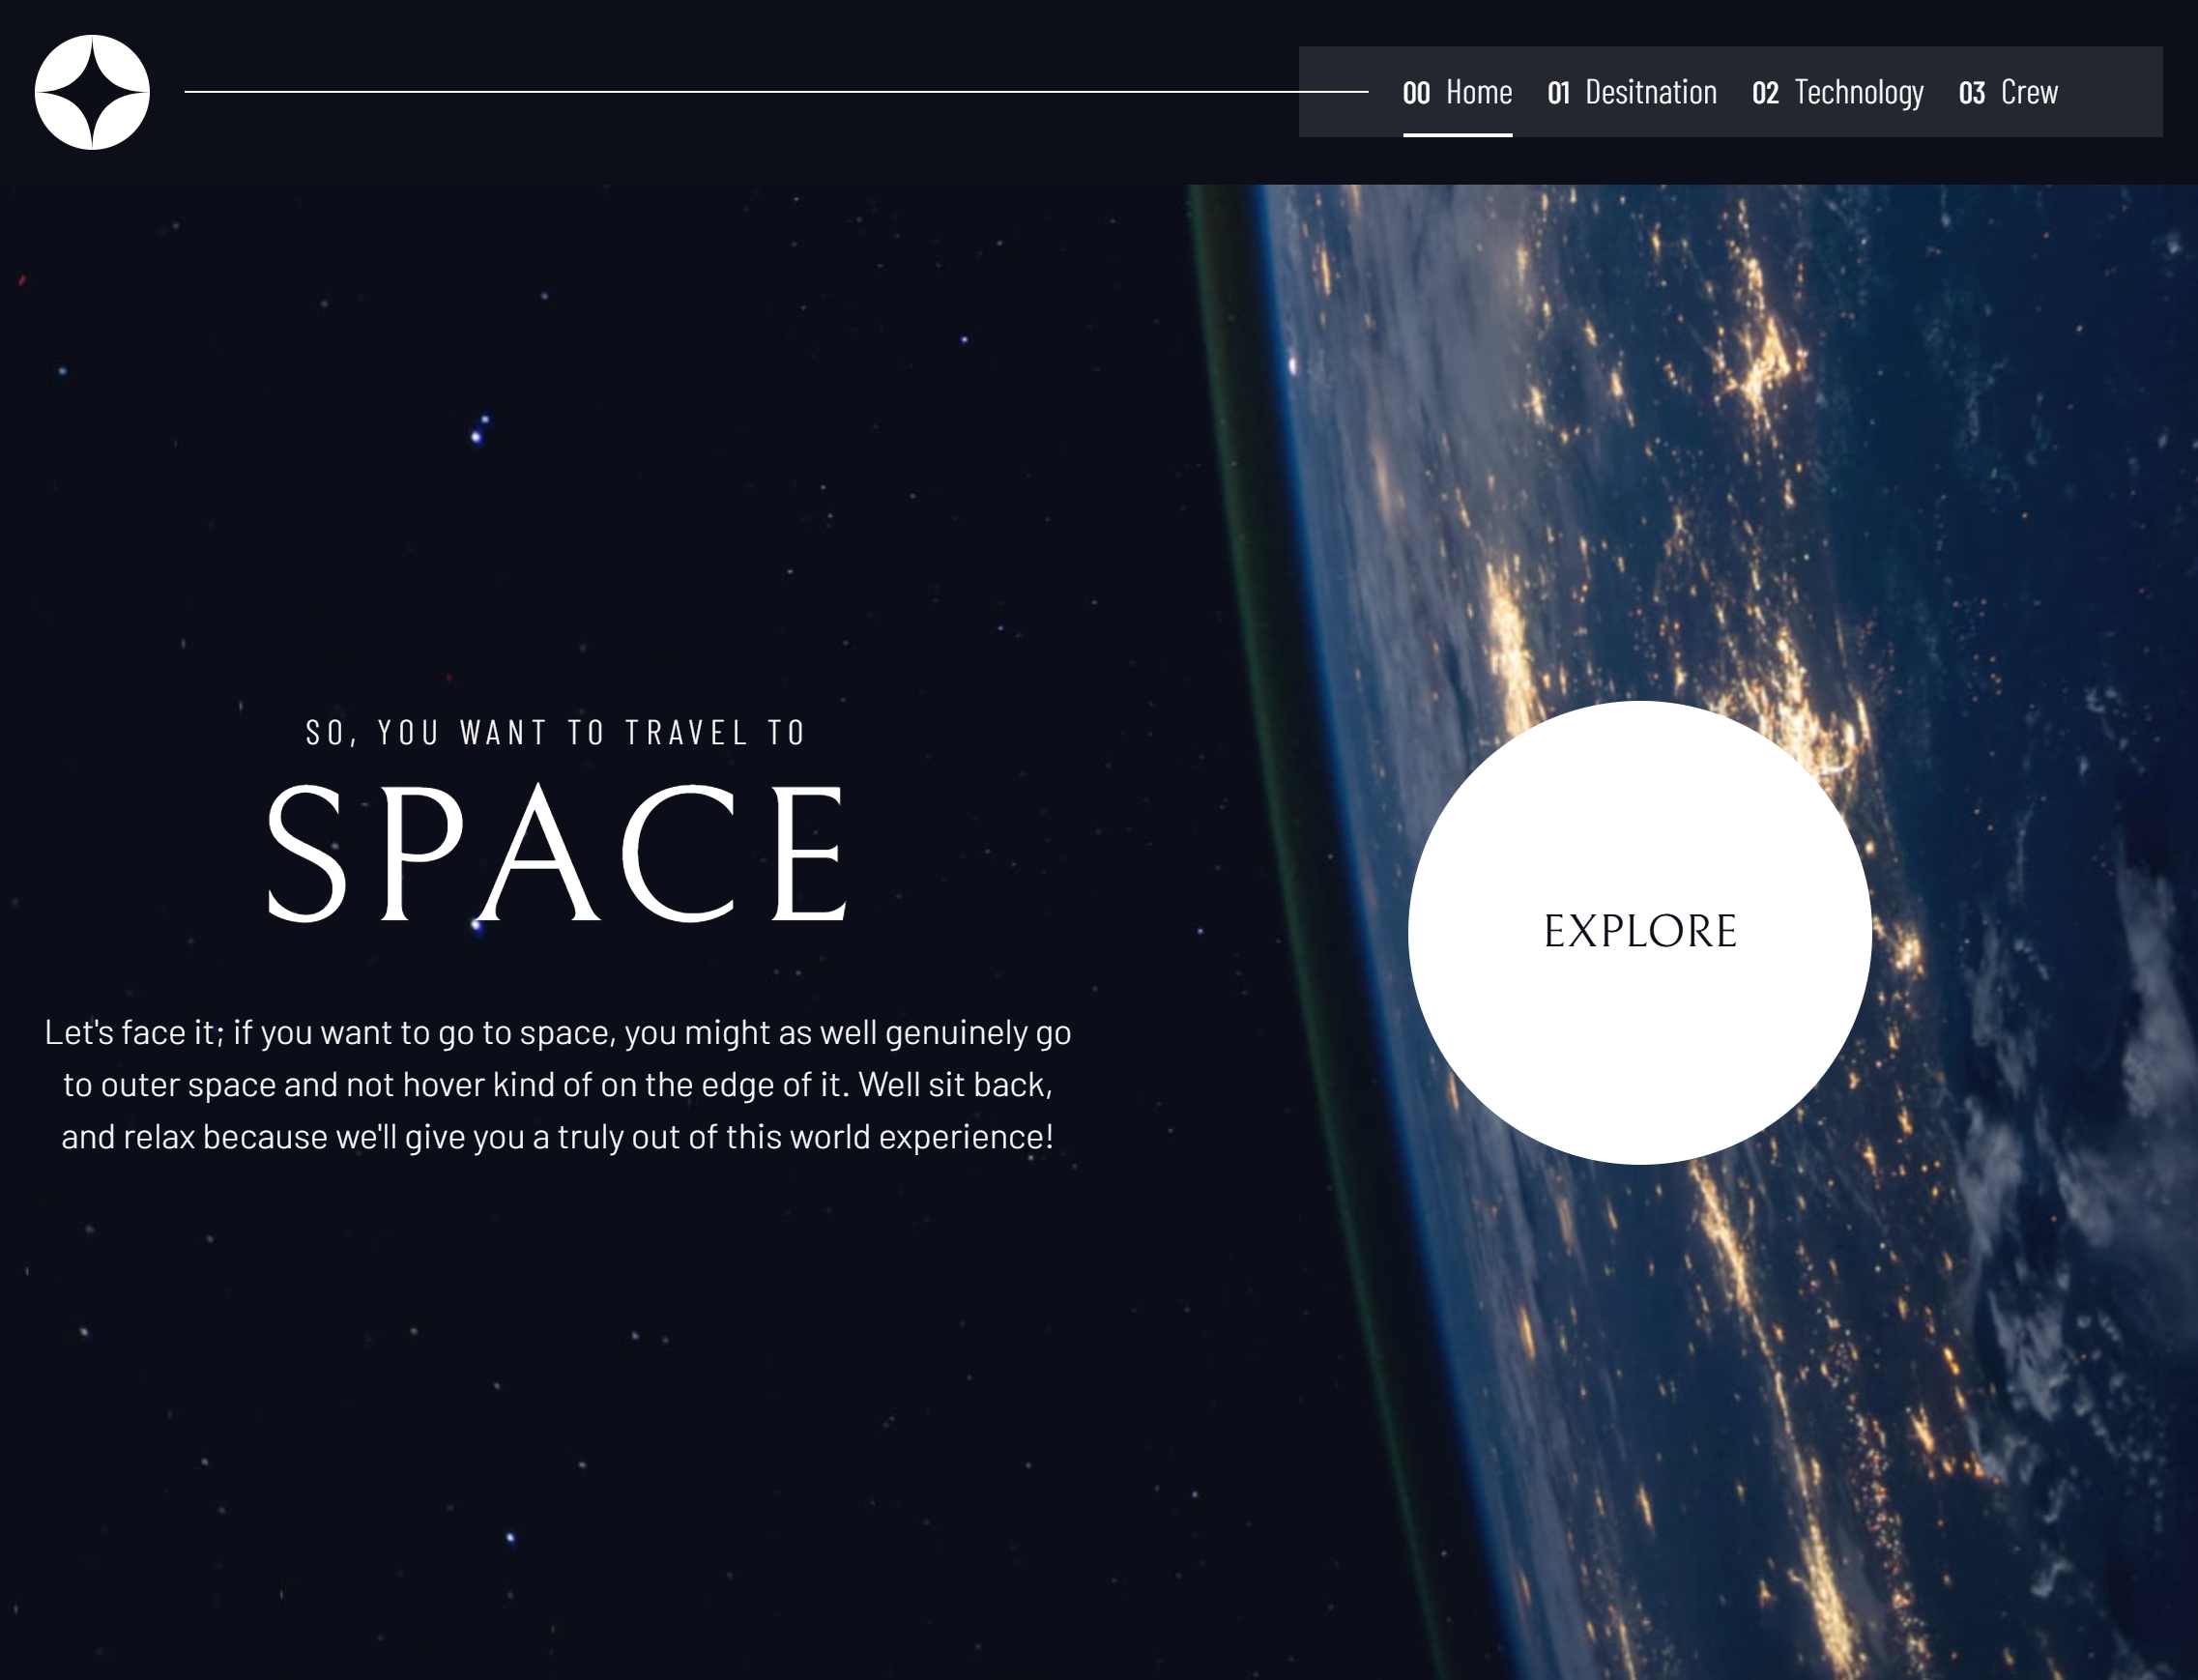 00 Home 01 Desitnation 02 Technology 03 Crew
SO, YOU WANT TO TRAVEL TO
SPACE
Let's face it; if you want to go to space, you might as well genuinely go
to outer space and not hover kind of on the edge of it. Well sit back,
and relax because we'll give you a truly out of this world experience!
EXPLORE